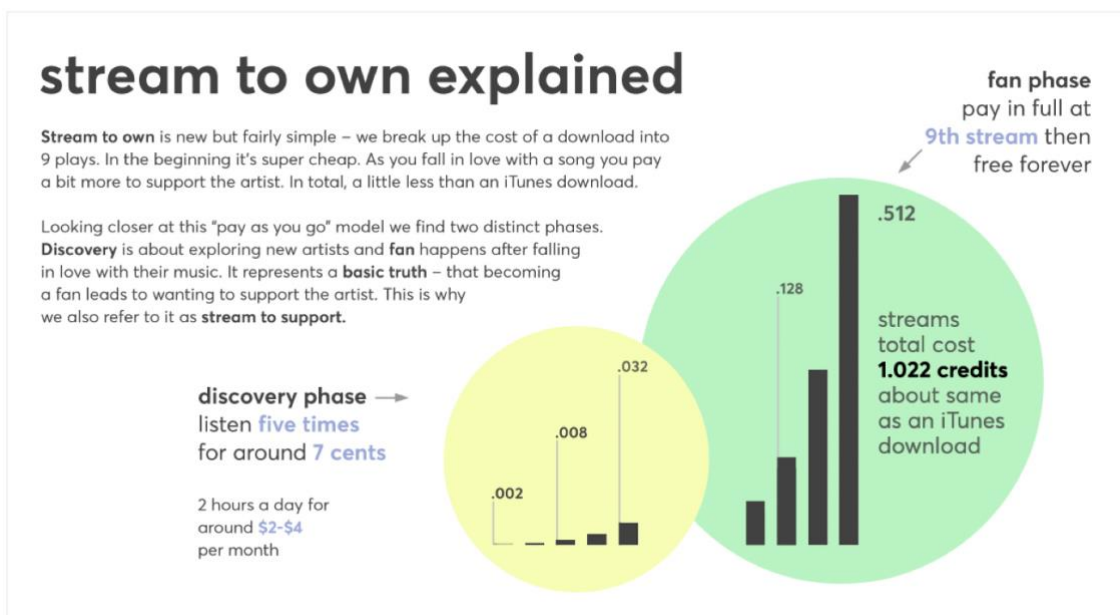 stream to own explained
Stream to own is new but fairly simple – we break up the cost of a download into
9 plays. In the beginning it's super cheap. As you fall in love with a song you pay
a bit more to support the artist. In total, a little less than an iTunes download.
Looking closer at this "pay as you go" model we find two distinct phases.
Discovery is about exploring new artists and fan happens after falling
in love with their music. It represents a basic truth – that becoming
a fan leads to wanting to support the artist. This is why
we also refer to it as stream to support.
discovery phase
listen five times
for around 7 cents
2 hours a day for
around $2-$4
per month
.002
.008
.032
fan phase
pay in full at
9th stream then
free forever
.128
.512
streams
total cost
1.022 credits
about same
as an iTunes
download